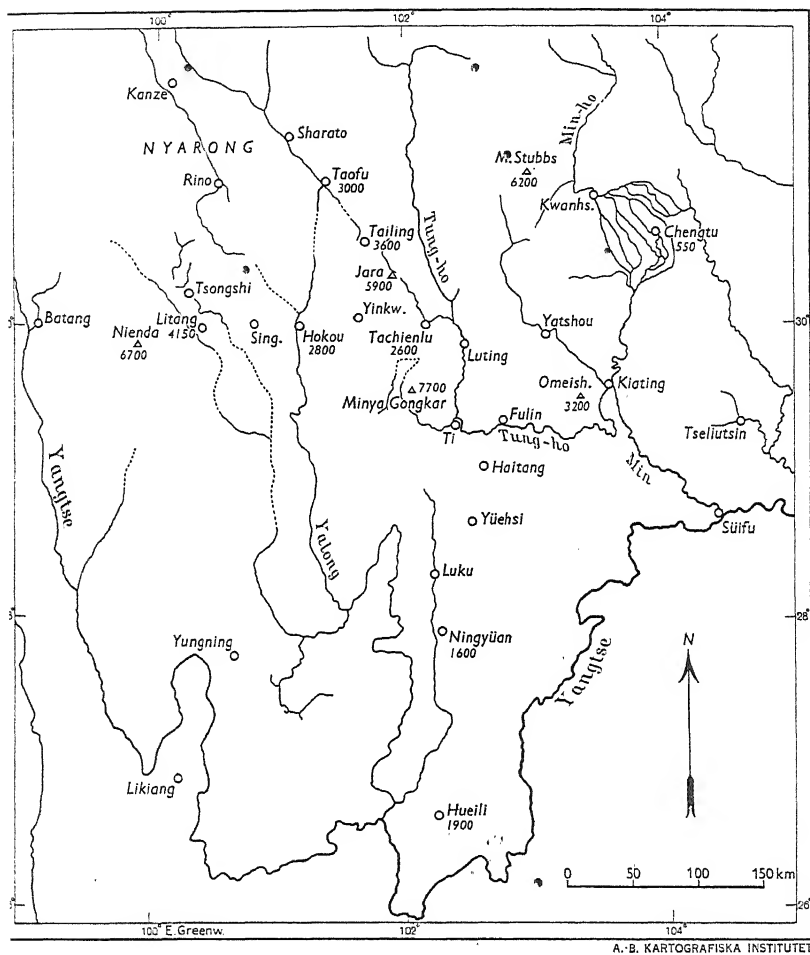 100°
102°
104°
Kanze
Min-ho
Sharato
NYARONG
M. Stubbs
6200
Rino
Taofu
3000
Kwanhs.
Tung-ho
Tailing
3600
Chengtu
550
Jara
5900
Tsongshi
Yinkw.
Batang
Litang
4150
Nienda
6700
Sing.
Hokou
2800
Tachienlu
2600
Yatshou
Luting
7700
Minya Gongkar
Omeish.
3200
Kiating
Fulin
Ti
Tung-ho
Tseliutsin
Haitang
Min
Yangtse
Yüehsi
Süifu
Yalong
Luku
28°
Ningyüan
1600
Yungning
Yangtse
N
Likiang
Hueili
1900
0 50 100 150 km
26°
100° E. Greenw.
102°
104°
A.-B. KARTOGRAFISKA INSTITUTET